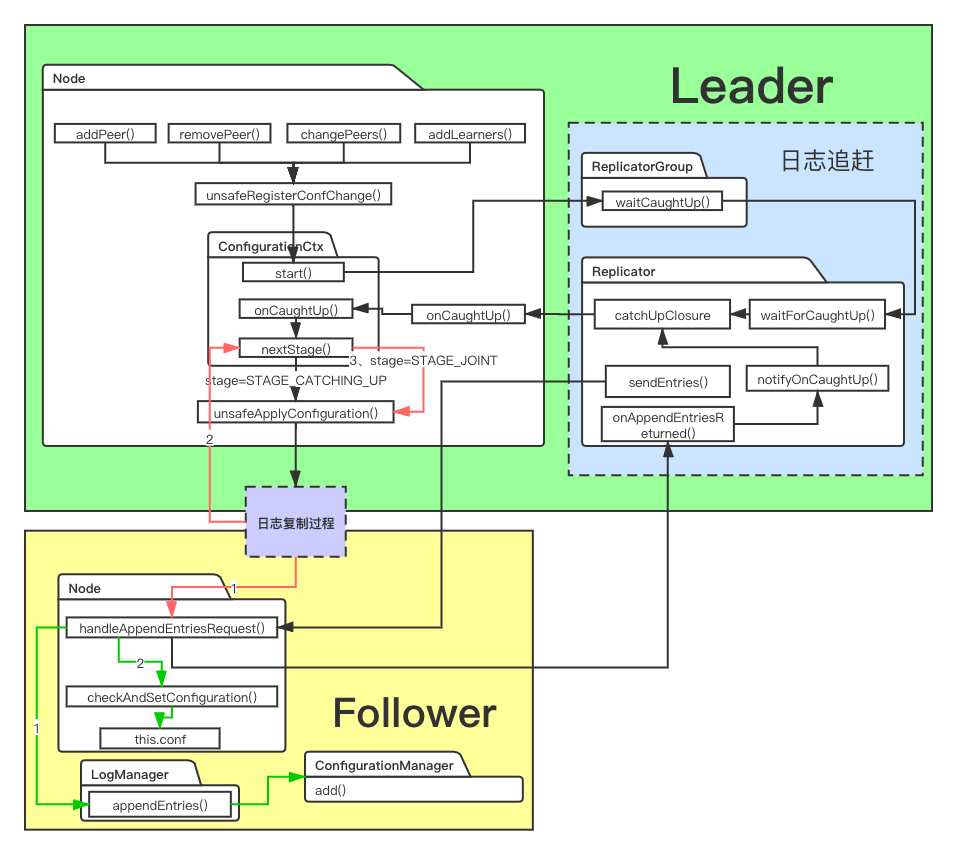 Leader
Node
addPeer()
removePeer()
changePeers()
addLearners()
unsafeRegisterConfChange()
ConfigurationCtx
start()
onCaughtUp()
onCaughtUp()
nextStage()
3、stage=STAGE_JOINT
stage=STAGE_CATCHING_UP
unsafeApplyConfiguration()
2
日志追赶
ReplicatorGroup
waitCaughtUp()
Replicator
catchUpClosure
waitForCaughtUp()
sendEntries()
notifyOnCaughtUp()
onAppendEntriesR
eturned()
日志复制过程
1
Follower
Node
handleAppendEntriesRequest()
2
checkAndSetConfiguration()
this.conf
1
LogManager
appendEntries()
ConfigurationManager
add()